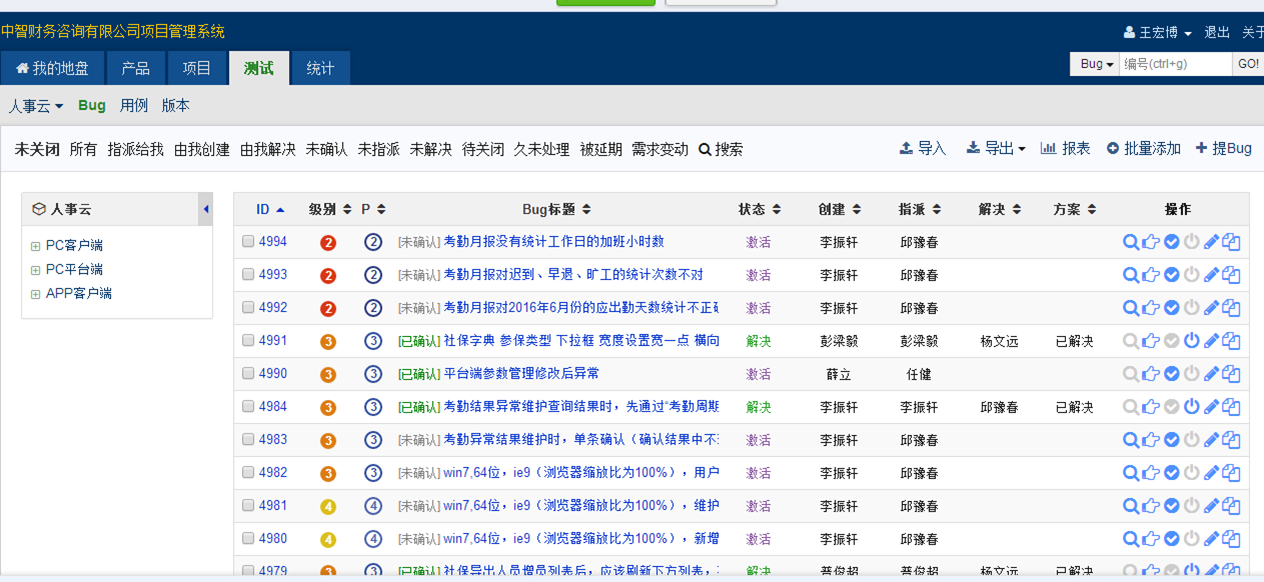 中智财务咨询有限公司项目管理系统
王宏博 退出 关于
我的地盘 产品 项目 测试 统计
Bug 编号(ctrl+g) GO!
人事云 Bug 用例 版本
未关闭 所有 指派给我 由我创建 由我解决 未确认 未指派 未解决 待关闭 久未处理 被延期 需求变动 搜索
导入 导出 报表 批量添加 提Bug
人事云
PC客户端
PC平台端
APP客户端
ID 级别 P Bug标题 状态 创建 指派 解决 方案 操作
4994 2 2 [未确认] 考勤月报没有统计工作日的加班小时数 激活 李振轩 邱豫春
4993 2 2 [未确认] 考勤月报对迟到、早退、旷工的统计次数不对 激活 李振轩 邱豫春
4992 2 2 [未确认] 考勤月报对2016年6月份的应出勤天数统计不正确 激活 李振轩 邱豫春
4991 3 3 [已确认] 社保字典 参保类型 下拉框 宽度设置宽一点 横向 解决 彭梁毅 彭梁毅 杨文远 已解决
4990 3 3 [已确认] 平台端参数管理修改后异常 激活 薛立 任健
4984 3 3 [已确认] 考勤结果异常维护查询结果时，先通过“考勤周期 解决 李振轩 李振轩 邱豫春 已解决
4983 3 3 [未确认] 考勤异常结果维护时，单条确认（确认结果中不 激活 李振轩 邱豫春
4982 3 3 [未确认] win7,64位，ie9（浏览器缩放比为100%），用户 激活 李振轩 邱豫春
4981 4 4 [未确认] win7,64位，ie9（浏览器缩放比为100%），维护 激活 李振轩 邱豫春
4980 4 4 [未确认] win7,64位，ie9（浏览器缩放比为100%），新增 激活 李振轩 邱豫春
4979 3 3 [已确认] 社保导出人员增员列表后，应该刷新下方列表， 解决 普俊超 普俊超 杨文远 已解决